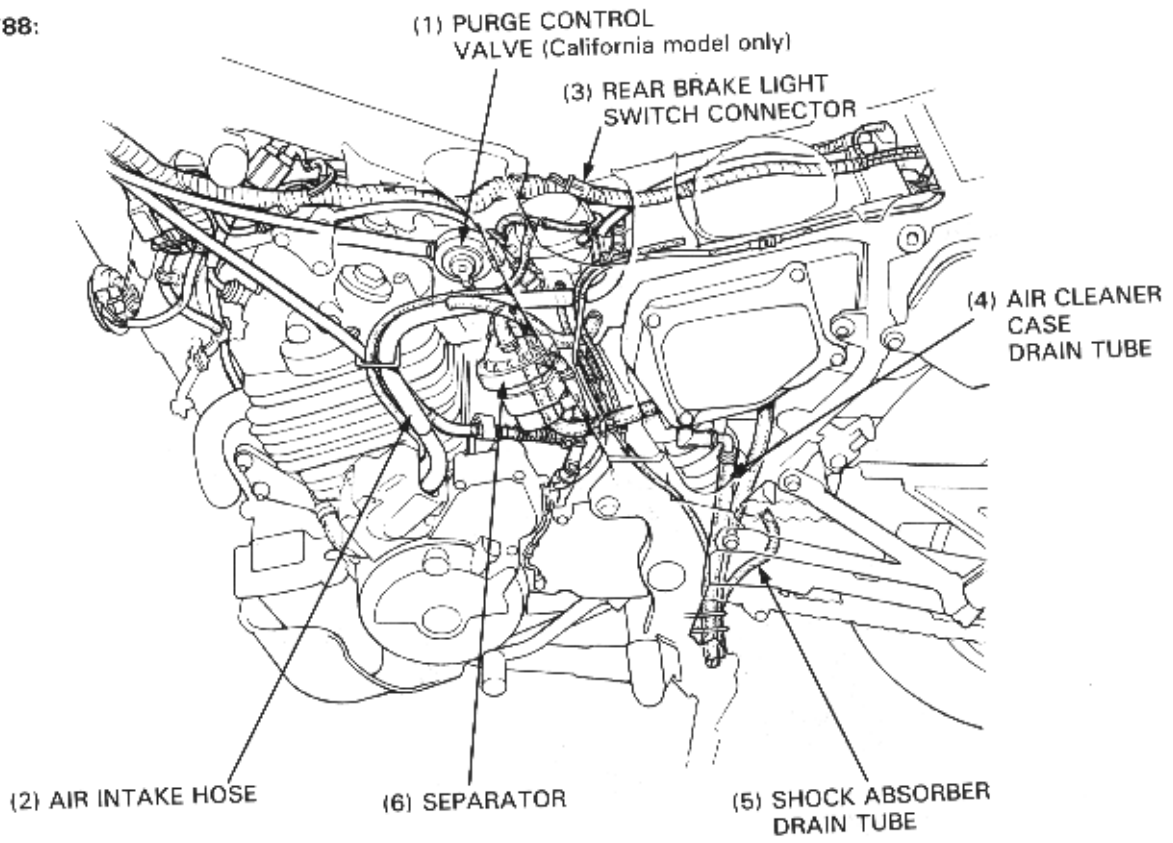 '88:
(1) PURGE CONTROL
VALVE (California model only)
(3) REAR BRAKE LIGHT
SWITCH CONNECTOR
(4) AIR CLEANER
CASE
DRAIN TUBE
(2) AIR INTAKE HOSE
(6) SEPARATOR
(5) SHOCK ABSORBER
DRAIN TUBE